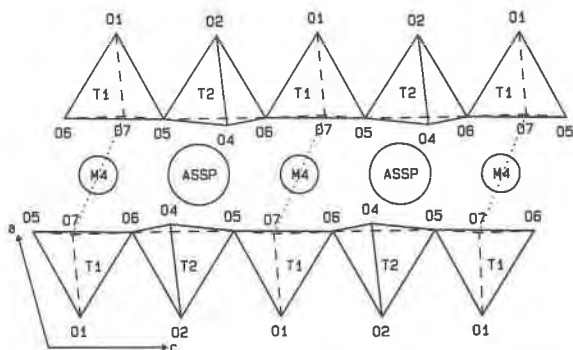 O1 O2 O1 O2 O1
T1 T2 T1 T2 T1
O6 O7 O5 O4 O6 O7 O5 O4 O6 O7 O5
M4 ASSP M4 ASSP M4
O5 O7 O6 O4 O5 O7 O6 O4 O5 O7 O6
a
T1 T2 T1 T2 T1
O1 O2 O1 O2 O1
c